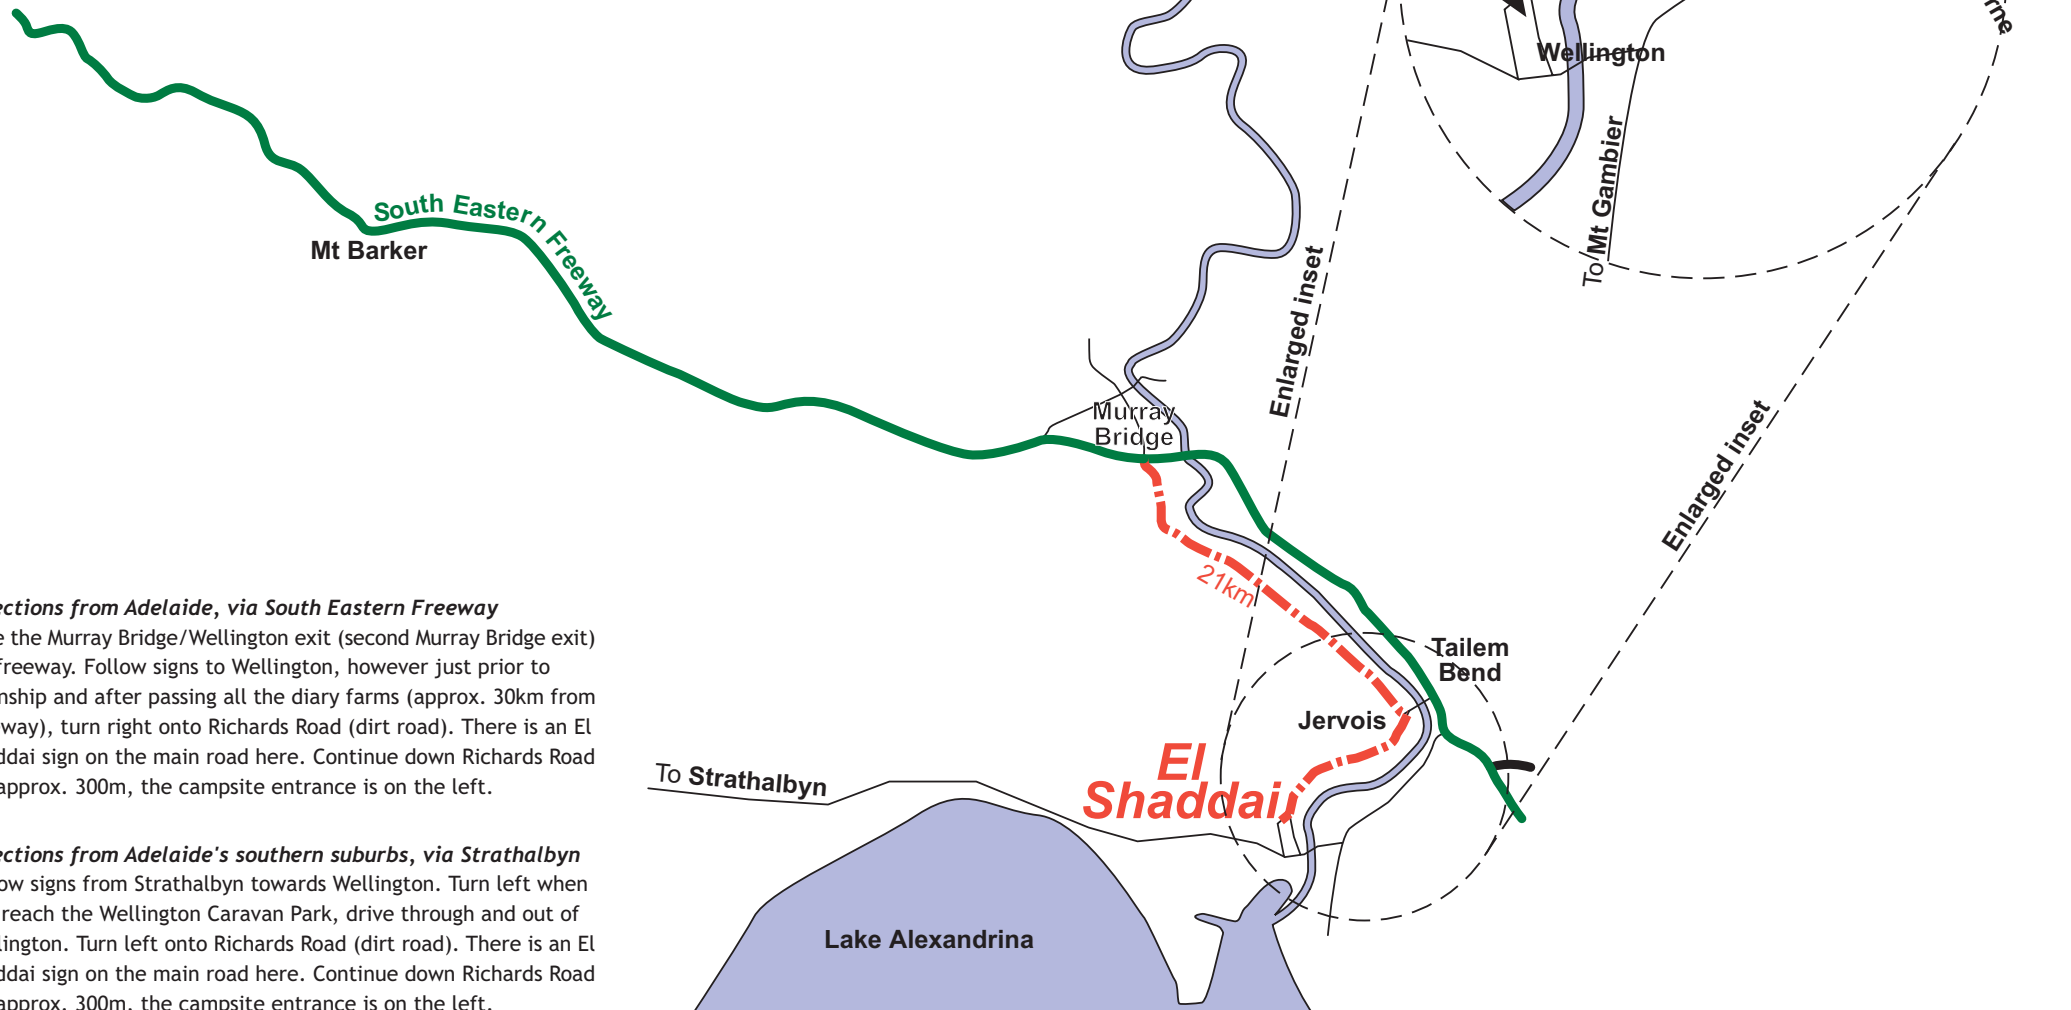 rne
Wellington
To Mt Gambier
South Eastern Freeway
Mt Barker
Enlarged inset
Murray
Bridge
Enlarged inset
21km
Tailem
Bend
Jervois
El
Shaddai
To Strathalbyn
Lake Alexandrina
ections from Adelaide, via South Eastern Freeway
e the Murray Bridge/Wellington exit (second Murray Bridge exit)
freeway. Follow signs to Wellington, however just prior to
nship and after passing all the diary farms (approx. 30km from
way), turn right onto Richards Road (dirt road). There is an El
ddai sign on the main road here. Continue down Richards Road
approx. 300m, the campsite entrance is on the left.
ections from Adelaide's southern suburbs, via Strathalbyn
ow signs from Strathalbyn towards Wellington. Turn left when
reach the Wellington Caravan Park, drive through and out of
lington. Turn left onto Richards Road (dirt road). There is an El
ddai sign on the main road here. Continue down Richards Road
approx. 300m, the campsite entrance is on the left.